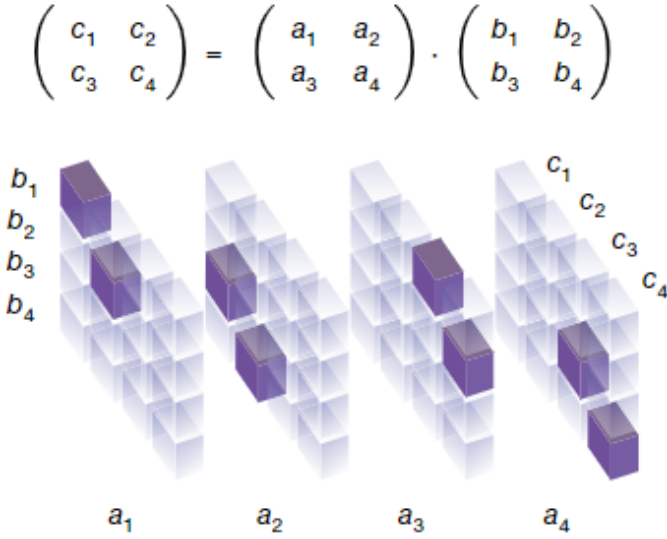 ( c₁ c₂ ) = ( a₁ a₂ ) · ( b₁ b₂ )
( c₃ c₄ ) ( a₃ a₄ ) ( b₃ b₄ )
b₁
b₂
b₃
b₄
c₁
c₂
c₃
c₄
a₁ a₂ a₃ a₄